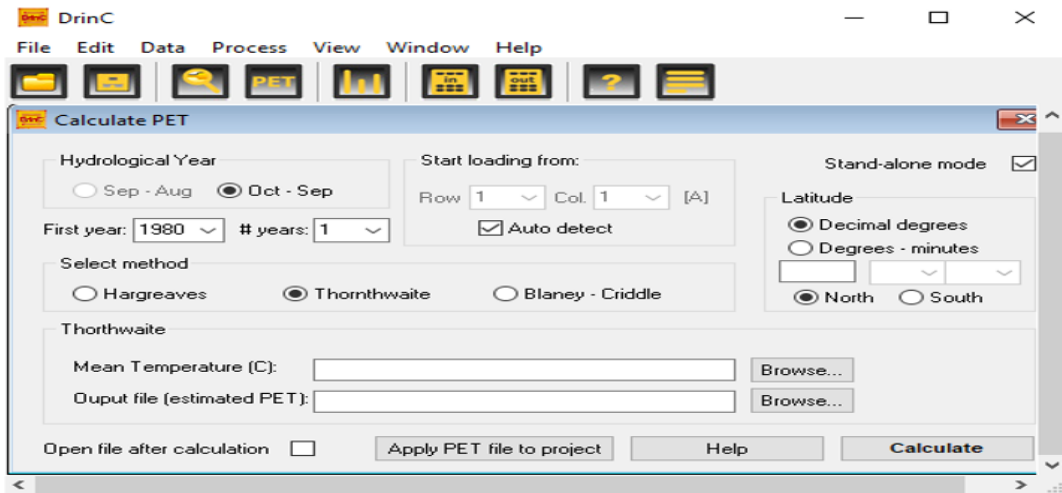 DrinC
File Edit Data Process View Window Help
PET in out ?
Calculate PET
Hydrological Year
Sep - Aug Oct - Sep
First year: 1980 # years: 1
Start loading from:
Row 1 Col. 1 [A]
Auto detect
Stand-alone mode
Latitude
Decimal degrees
Degrees - minutes
North South
Select method
Hargreaves Thornthwaite Blaney - Criddle
Thorthwaite
Mean Temperature (C): Browse...
Ouput file (estimated PET): Browse...
Open file after calculation Apply PET file to project Help Calculate